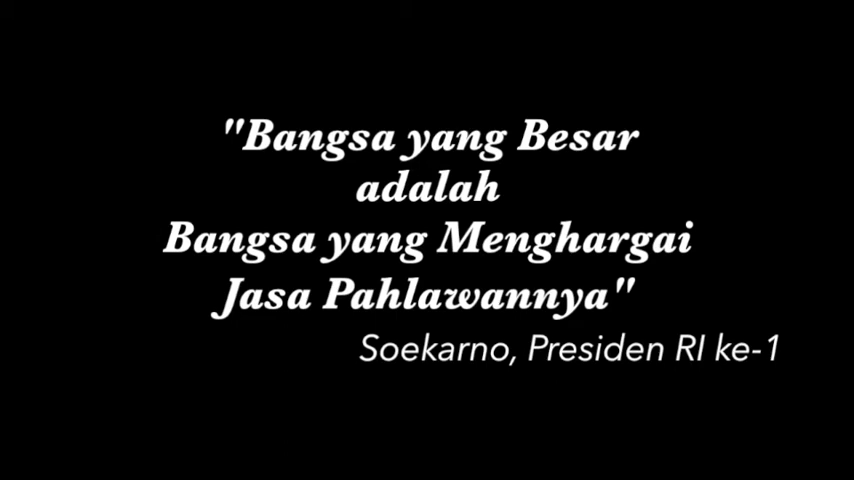 "Bangsa yang Besar
adalah
Bangsa yang Menghargai
Jasa Pahlawannya"
Soekarno, Presiden RI ke-1